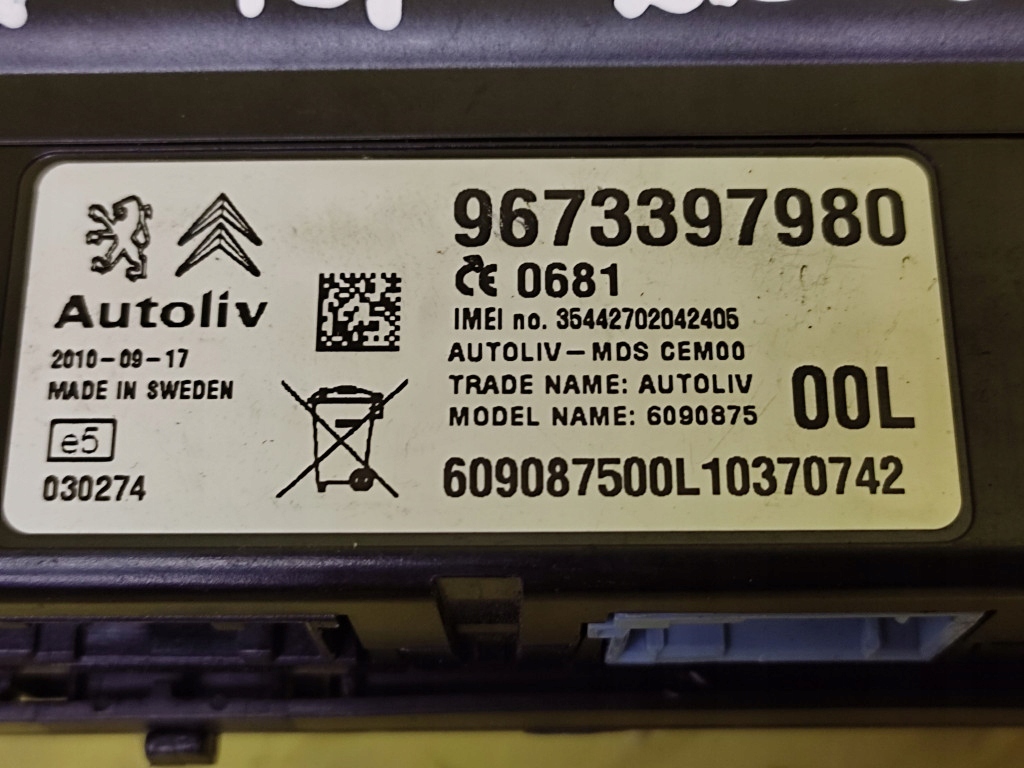 Autoliv
2010-09-17
MADE IN SWEDEN
e5
030274
9673397980
CE 0681
IMEI no. 35442702042405
AUTOLIV-MDS CEM00
TRADE NAME: AUTOLIV
MODEL NAME: 6090875
00L
609087500L10370742